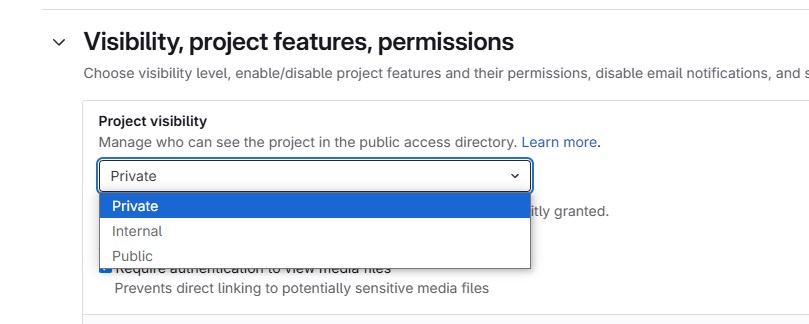 Visibility, project features, permissions
Choose visibility level, enable/disable project features and their permissions, disable email notifications, and
Project visibility
Manage who can see the project in the public access directory. Learn more.
Private
Private
itly granted.
Internal
Public
Require authentication to view media files
Prevents direct linking to potentially sensitive media files